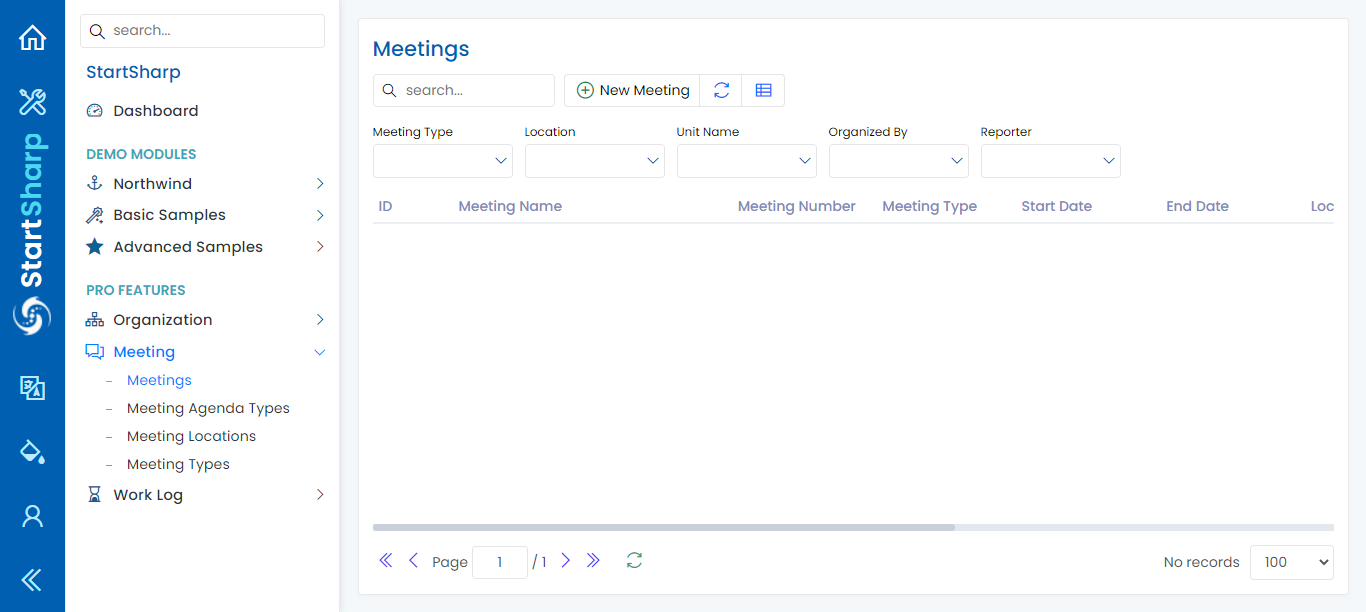 StartSharp
search...
StartSharp
Dashboard
DEMO MODULES
Northwind
Basic Samples
Advanced Samples
PRO FEATURES
Organization
Meeting
Meetings
Meeting Agenda Types
Meeting Locations
Meeting Types
Work Log
Meetings
search...
New Meeting
Meeting Type Location Unit Name Organized By Reporter
ID Meeting Name Meeting Number Meeting Type Start Date End Date Loc
Page 1 / 1 No records 100